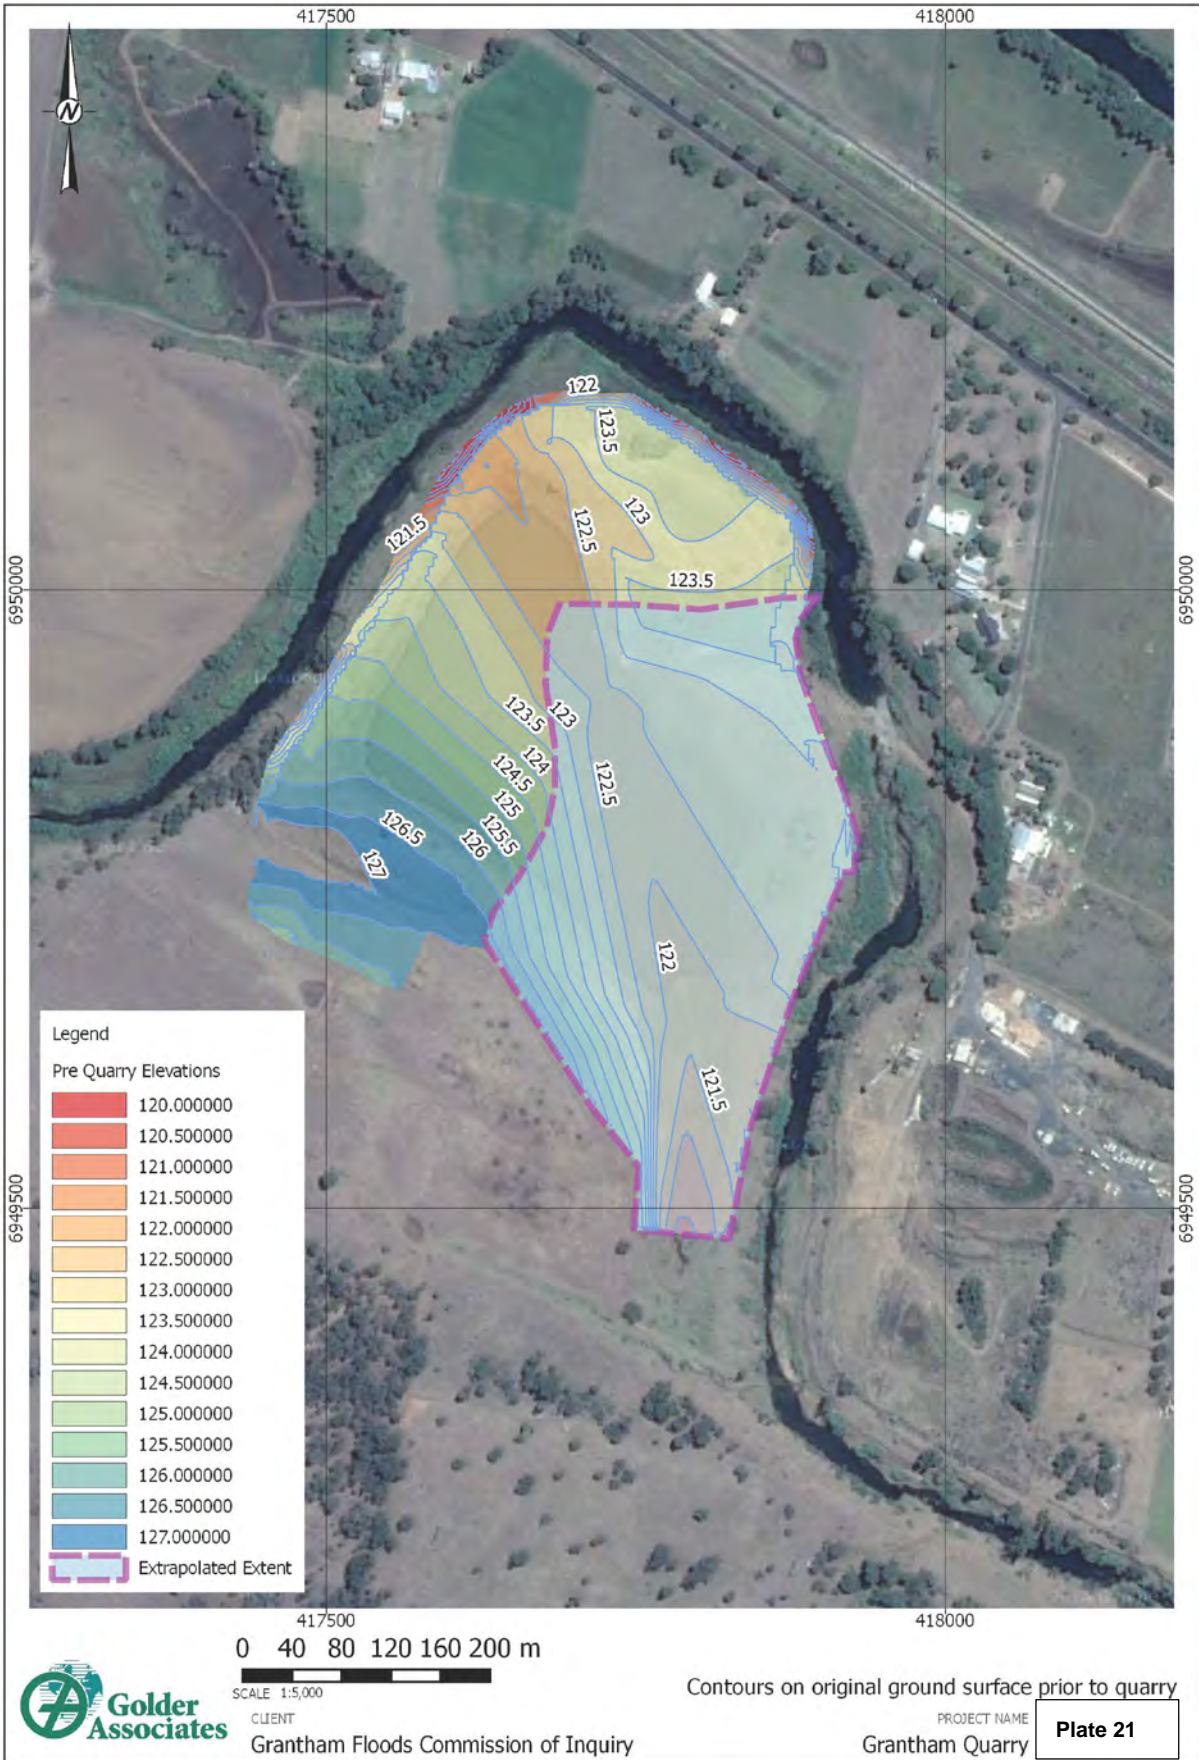 417500 418000
N
122
123.5
123
122.5
121.5
123.5
6950000 6950000
123.5 123
124
124.5
122.5
125
125.5
126.5 126
127
122
121.5
Legend
Pre Quarry Elevations
120.000000
120.500000
121.000000
121.500000
122.000000
122.500000
123.000000
123.500000
124.000000
124.500000
125.000000
125.500000
126.000000
126.500000
127.000000
Extrapolated Extent
6949500 6949500
417500 418000
0 40 80 120 160 200 m
SCALE 1:5,000
Golder
Associates
CLIENT
Grantham Floods Commission of Inquiry
Contours on original ground surface prior to quarry
PROJECT NAME
Grantham Quarry
Plate 21